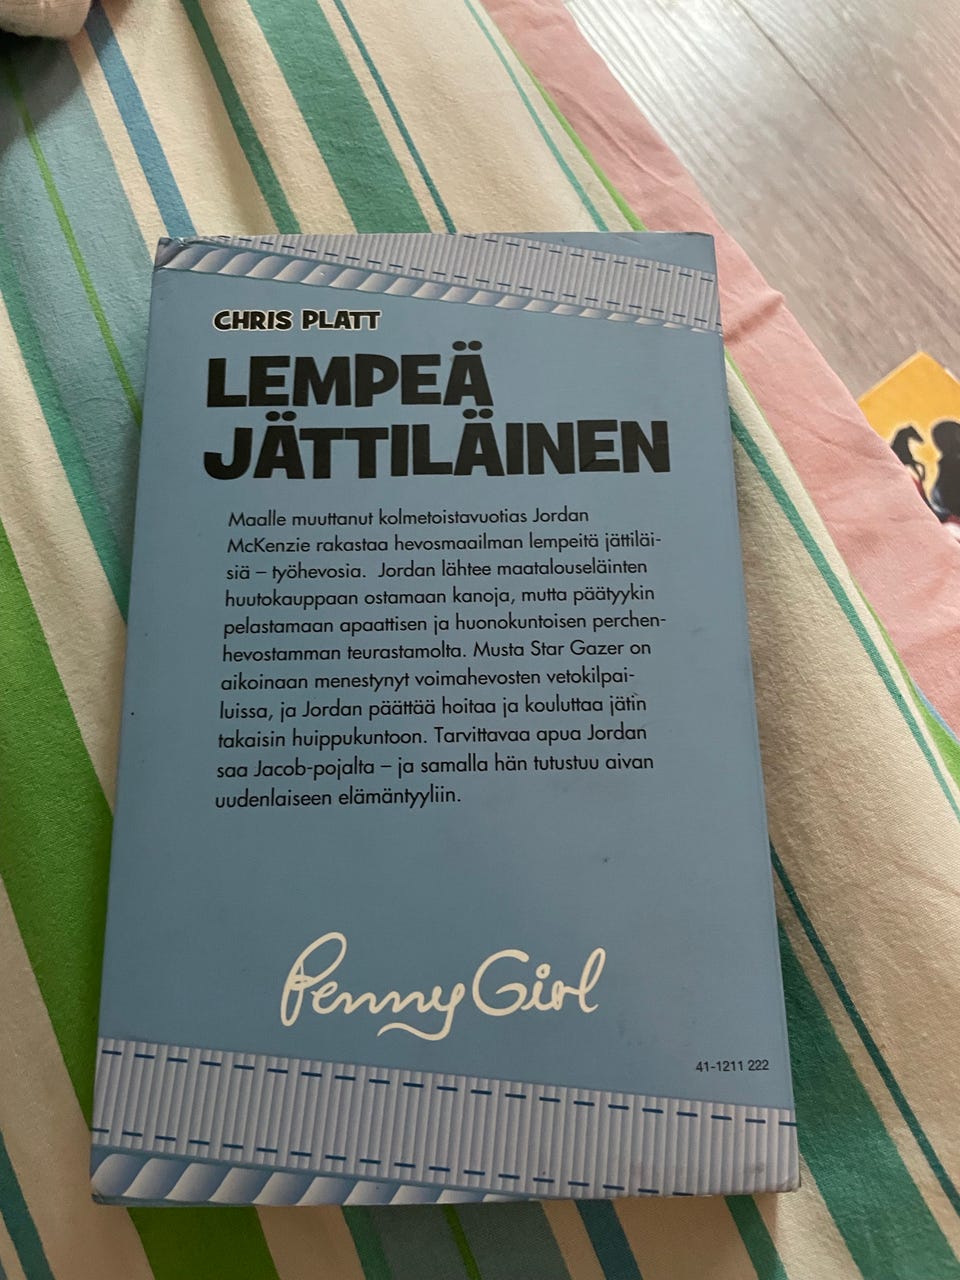 CHRIS PLATT
LEMPEÄ
JÄTTILÄINEN
Maalle muuttanut kolmetoistavuotias Jordan
McKenzie rakastaa hevosmaailman lempeitä jättiläi-
siä – työhevosia. Jordan lähtee maatalouseläinten
huutokauppaan ostamaan kanoja, mutta päätyykin
pelastamaan apaattisen ja huonokuntoisen perchen-
hevostamman teurastamolta. Musta Star Gazer on
aikoinaan menestynyt voimahevosten vetokilpai-
luissa, ja Jordan päättää hoitaa ja kouluttaa jätin
takaisin huippukuntoon. Tarvittavaa apua Jordan
saa Jacob-pojalta – ja samalla hän tutustuu aivan
uudenlaiseen elämäntyyliin.
Penny Girl
41-1211 222